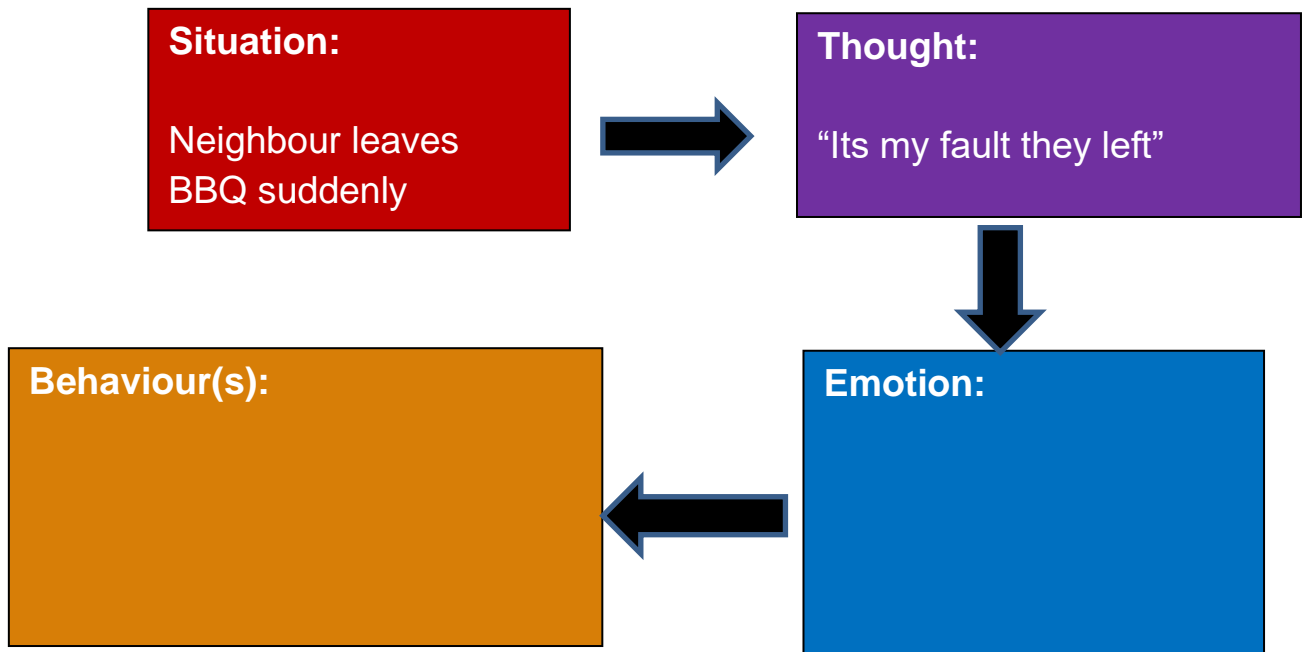 Situation:
Neighbour leaves
BBQ suddenly
Thought:
“Its my fault they left”
Emotion:
Behaviour(s):